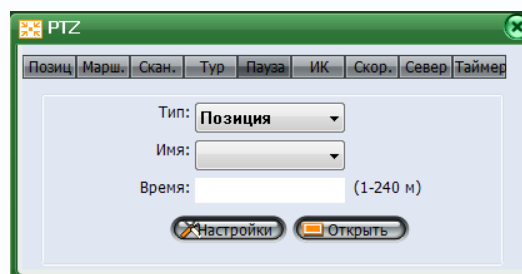 PTZ
Позиц Марш. Скан. Тур Пауза ИК Скор. Север Таймер
Тип: Позиция
Имя:
Время: (1-240 м)
Настройки Открыть